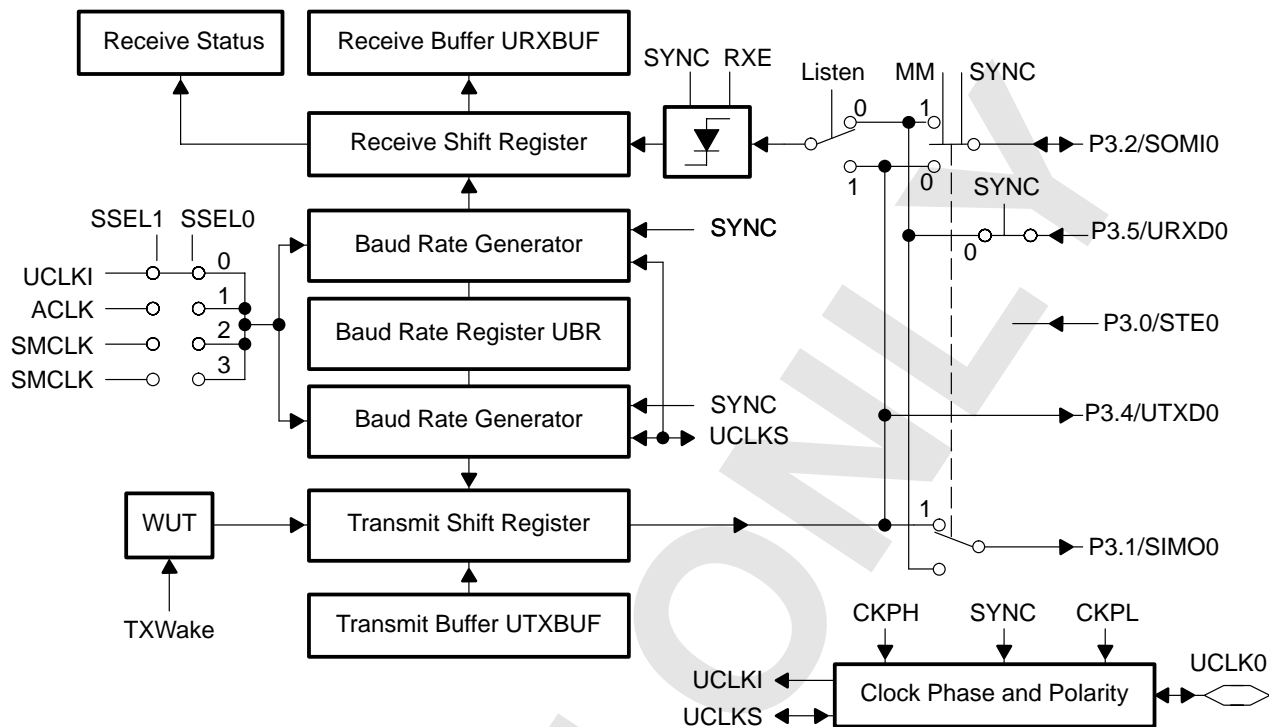 Receive Status
Receive Buffer URXBUF
SYNC RXE
Listen
MM
SYNC
0
1
Receive Shift Register
P3.2/SOMI0
1
0
SYNC
SSEL1 SSEL0
Baud Rate Generator
SYNC
P3.5/URXD0
0
UCLKI
0
ACLK
1
SMCLK
2
SMCLK
3
Baud Rate Register UBR
P3.0/STE0
Baud Rate Generator
SYNC
UCLKS
P3.4/UTXD0
WUT
Transmit Shift Register
1
P3.1/SIMO0
TXWake
Transmit Buffer UTXBUF
CKPH
SYNC
CKPL
UCLK0
UCLKI
UCLKS
Clock Phase and Polarity
ONLY